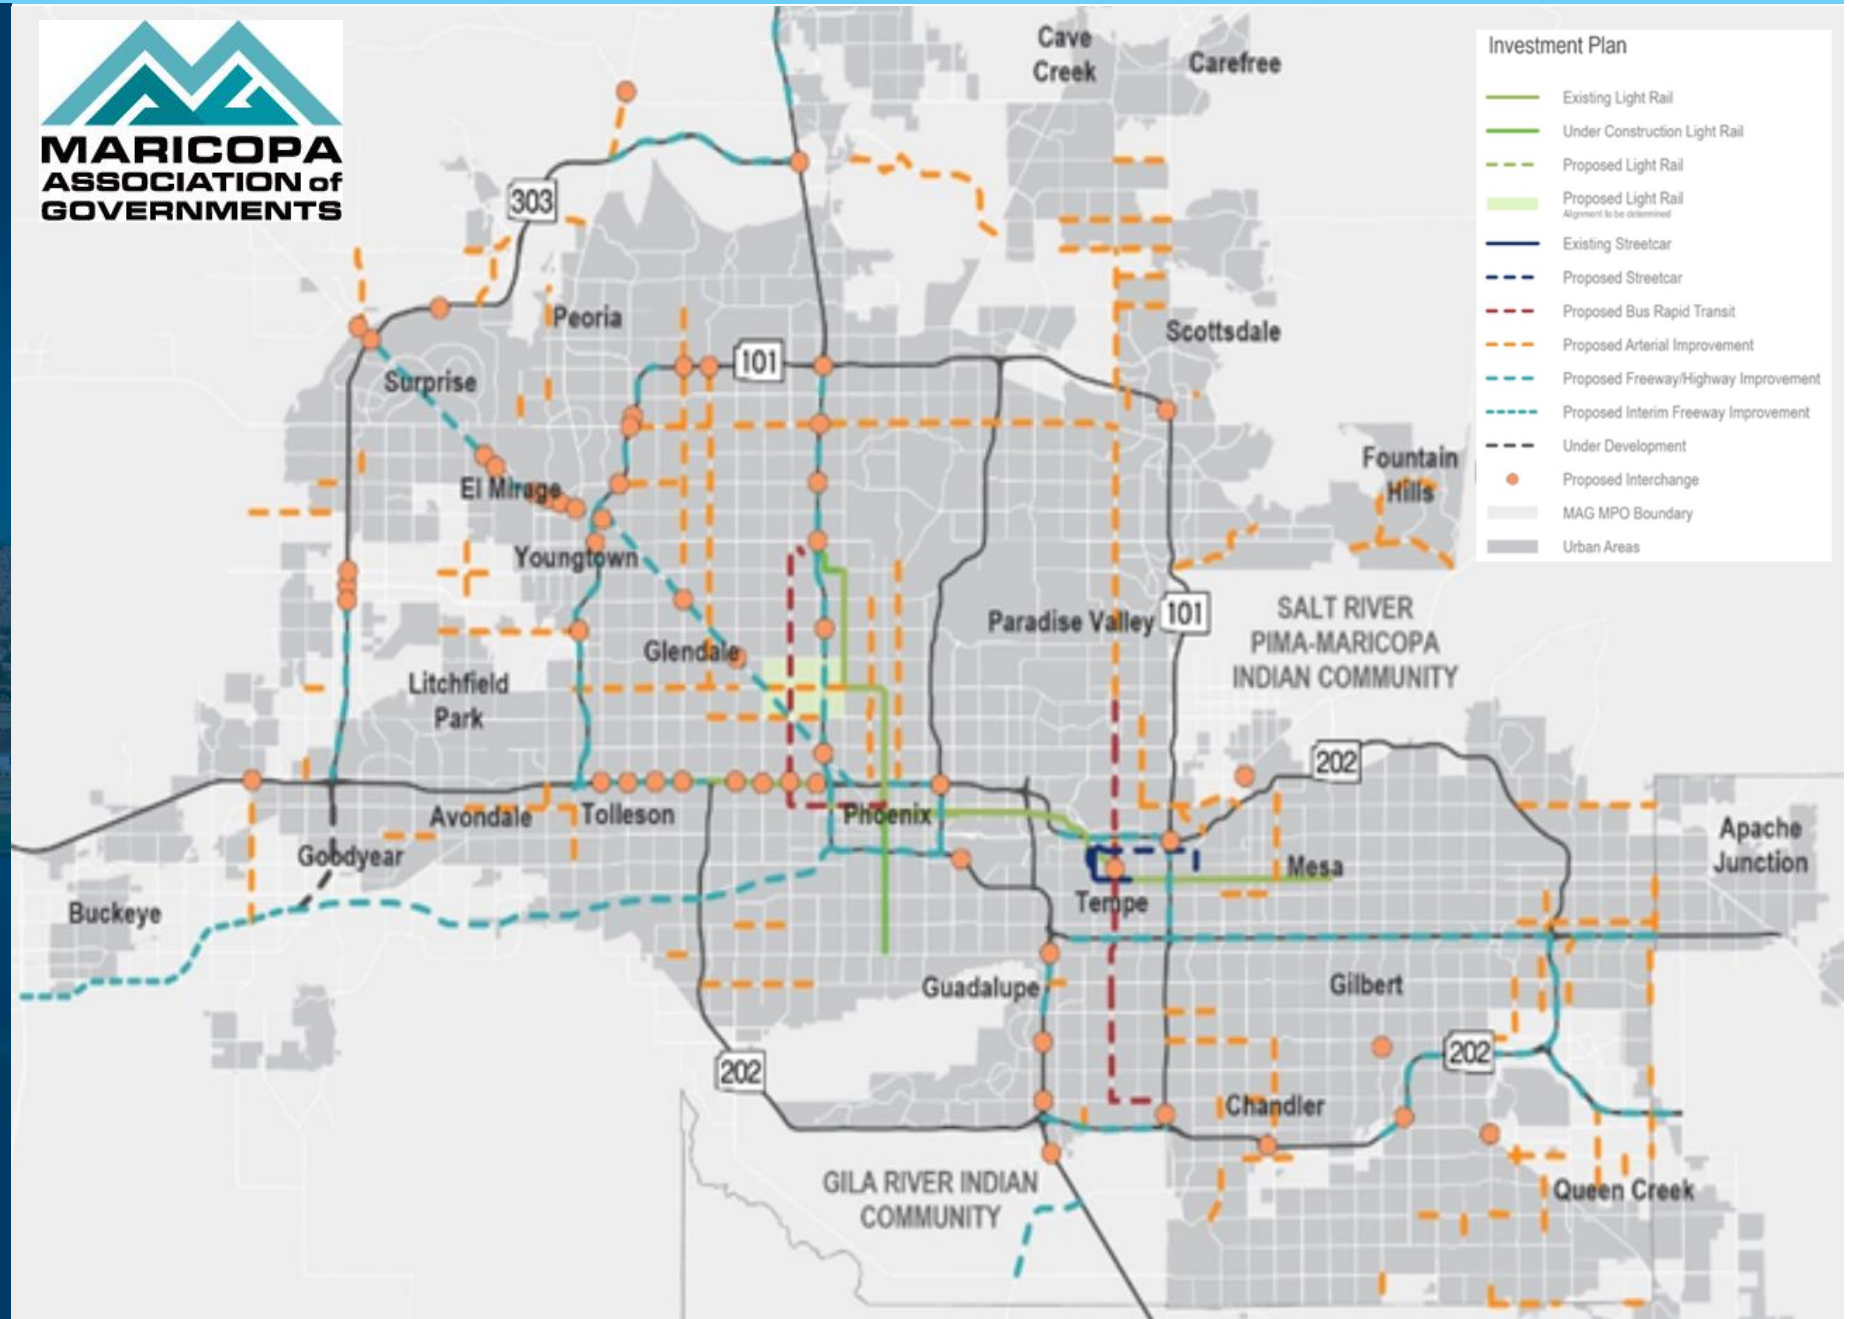 MARICOPA
ASSOCIATION of
GOVERNMENTS
Cave
Creek
Carefree
303
Peoria
101
Scottsdale
Surprise
Fountain
Hills
El Mirage
Youngtown
Paradise Valley
101
SALT RIVER
PIMA-MARICOPA
INDIAN COMMUNITY
Glendale
Litchfield
Park
202
Avondale
Tolleson
Phoenix
Apache
Junction
Goodyear
Mesa
Buckeye
Tempe
Guadalupe
Gilbert
202
202
Chandler
GILA RIVER INDIAN
COMMUNITY
Queen Creek
Investment Plan
Existing Light Rail
Under Construction Light Rail
Proposed Light Rail
Proposed Light Rail
Alignment to be determined
Existing Streetcar
Proposed Streetcar
Proposed Bus Rapid Transit
Proposed Arterial Improvement
Proposed Freeway/Highway Improvement
Proposed Interim Freeway Improvement
Under Development
Proposed Interchange
MAG MPO Boundary
Urban Areas